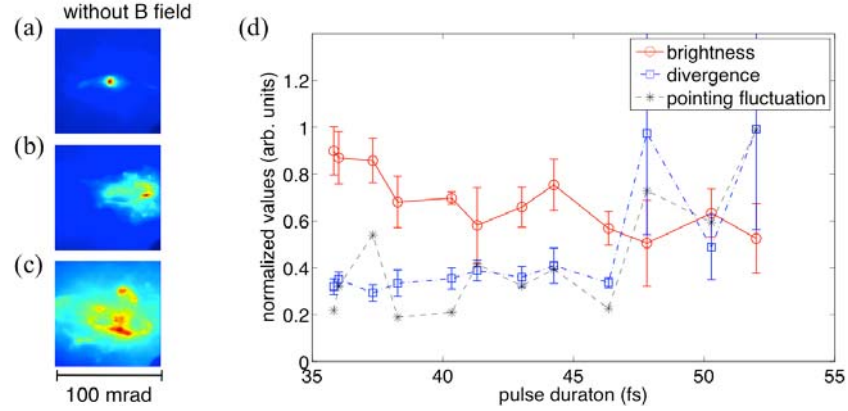 without B field
(a)
(b)
(c)
100 mrad
(d)
brightness
divergence
pointing fluctuation
normalized values (arb. units)
1.2
1
0.8
0.6
0.4
0.2
0
35
40
45
50
55
pulse duraton (fs)